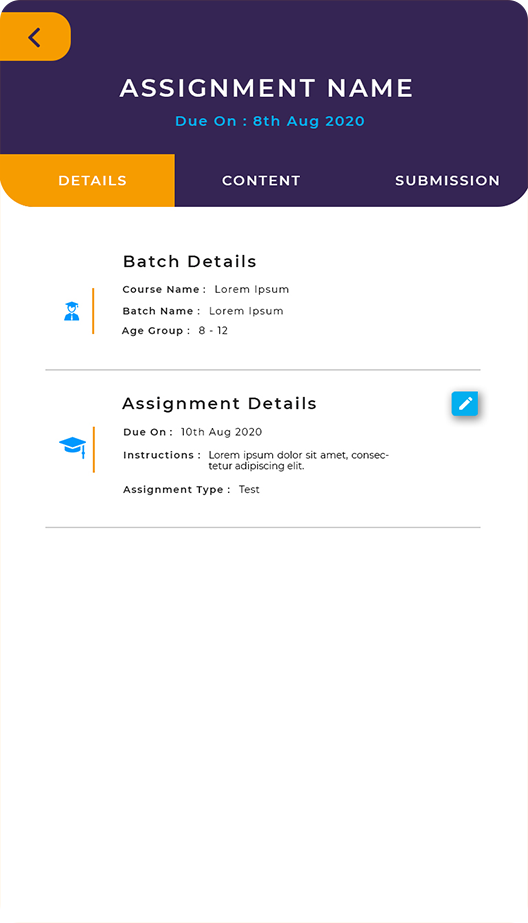 ASSIGNMENT NAME
Due On : 8th Aug 2020
DETAILS CONTENT SUBMISSION
Batch Details
Course Name : Lorem Ipsum
Batch Name : Lorem Ipsum
Age Group : 8 - 12
Assignment Details
Due On : 10th Aug 2020
Instructions : Lorem ipsum dolor sit amet, consec-
tetur adipiscing elit.
Assignment Type : Test